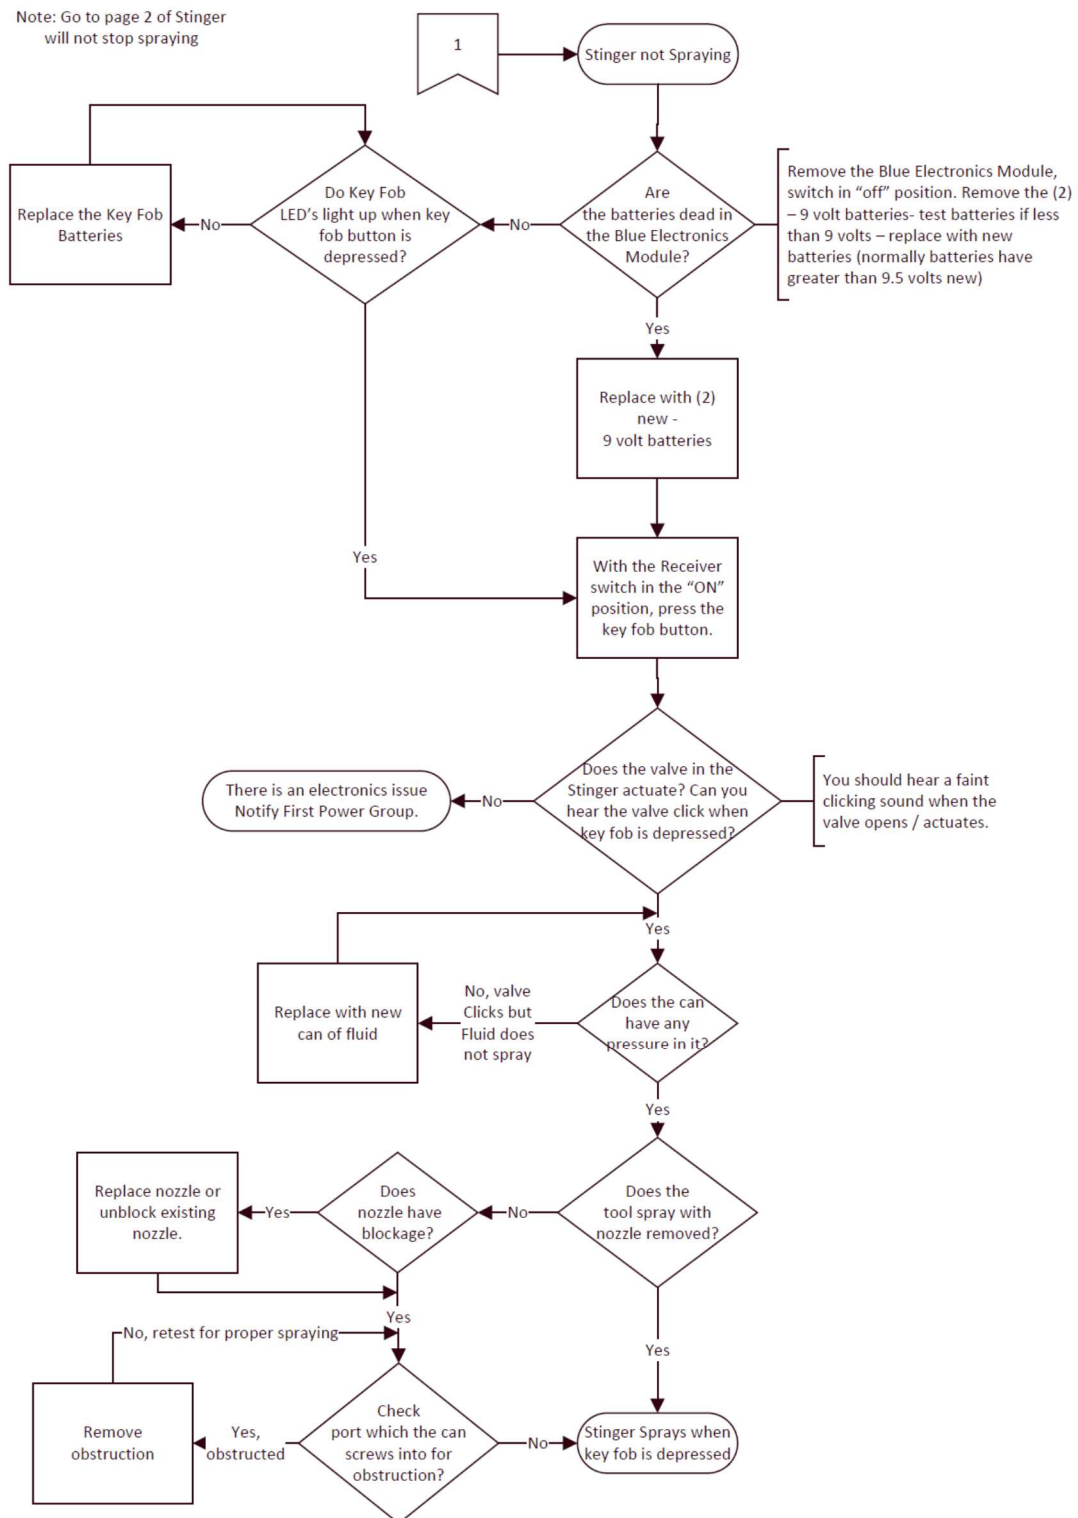 Note: Go to page 2 of Stinger
will not stop spraying
1
Stinger not Spraying
Do Key Fob
LED's light up when key
fob button is
depressed?
No
Replace the Key Fob
Batteries
Are
the batteries dead in
the Blue Electronics
Module?
No
Remove the Blue Electronics Module,
switch in “off” position. Remove the (2)
– 9 volt batteries- test batteries if less
than 9 volts – replace with new
batteries (normally batteries have
greater than 9.5 volts new)
Yes
Replace with (2)
new -
9 volt batteries
Yes
With the Receiver
switch in the “ON”
position, press the
key fob button.
There is an electronics issue
Notify First Power Group.
No
Does the valve in the
Stinger actuate? Can you
hear the valve click when
key fob is depressed?
You should hear a faint
clicking sound when the
valve opens / actuates.
Yes
Replace with new
can of fluid
No, valve
Clicks but
Fluid does
not spray
Does the can
have any
pressure in it?
Yes
Replace nozzle or
unblock existing
nozzle.
Yes
Does
nozzle have
blockage?
No
Does the
tool spray with
nozzle removed?
Yes
No, retest for proper spraying
Yes
Remove
obstruction
Yes,
obstructed
Check
port which the can
screws into for
obstruction?
No
Stinger Sprays when
key fob is depressed